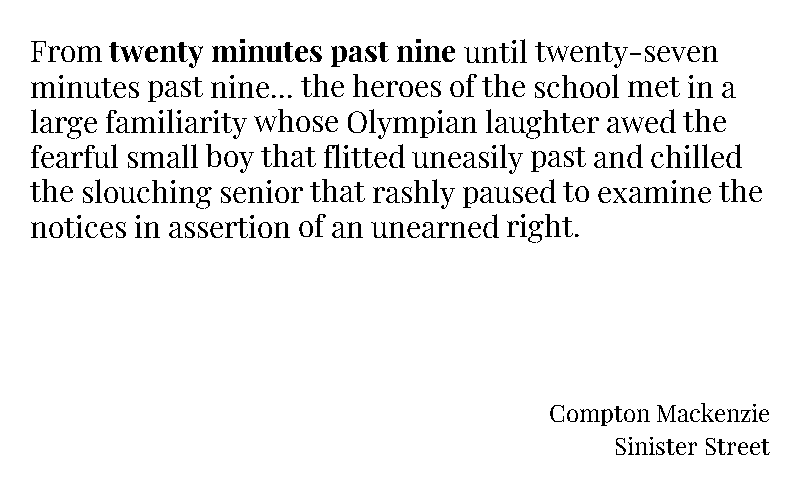 From twenty minutes past nine until twenty-seven
minutes past nine... the heroes of the school met in a
large familiarity whose Olympian laughter awed the
fearful small boy that flitted uneasily past and chilled
the slouching senior that rashly paused to examine the
notices in assertion of an unearned right.
Compton Mackenzie
Sinister Street